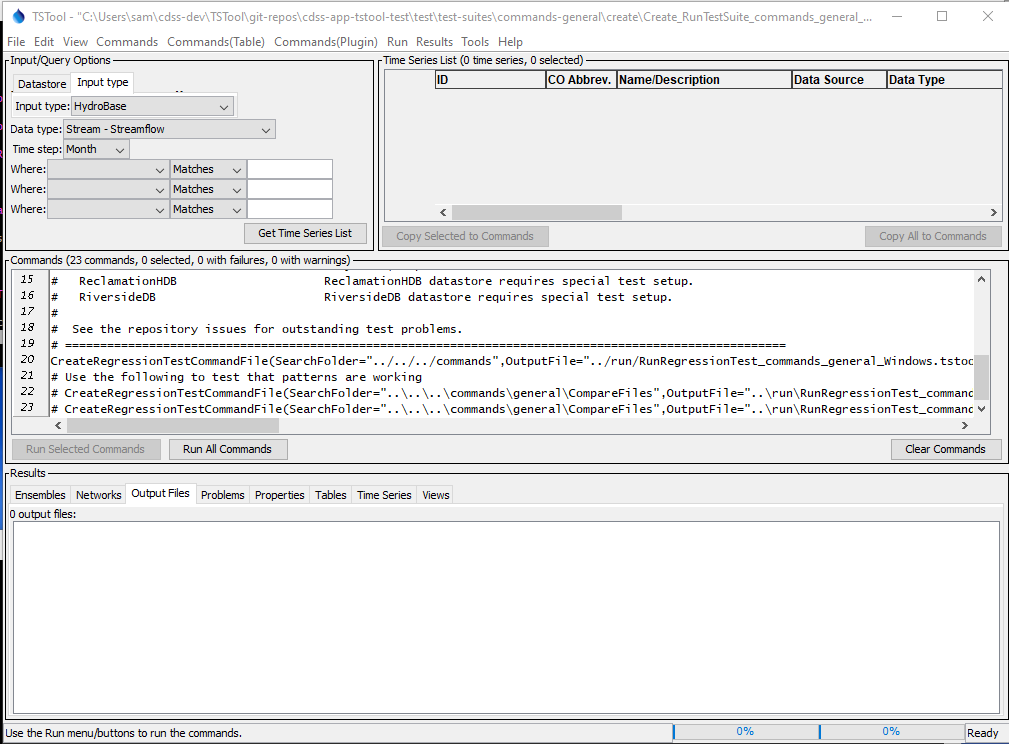 TSTool - "C:\Users\sam\cdss-dev\TSTool\git-repos\cdss-app-tstool-test\test\test-suites\commands-general\create\Create_RunTestSuite_commands_general_...
File Edit View Commands Commands(Table) Commands(Plugin) Run Results Tools Help
Input/Query Options
Datastore Input type
Input type: HydroBase
Data type: Stream - Streamflow
Time step: Month
Where: Matches
Where: Matches
Where: Matches
Get Time Series List
Time Series List (0 time series, 0 selected)
ID CO Abbrev. Name/Description Data Source Data Type
Copy Selected to Commands Copy All to Commands
Commands (23 commands, 0 selected, 0 with failures, 0 with warnings)
15 # ReclamationHDB ReclamationHDB datastore requires special test setup.
16 # RiversideDB RiversideDB datastore requires special test setup.
17 #
18 # See the repository issues for outstanding test problems.
19 # =======================================================================================================
20 CreateRegressionTestCommandFile(SearchFolder="../../../commands",OutputFile="../run/RunRegressionTest_commands_general_Windows.tstoo
21 # Use the following to test that patterns are working
22 # CreateRegressionTestCommandFile(SearchFolder="..\..\..\commands\general\CompareFiles",OutputFile="..\run\RunRegressionTest_command
23 # CreateRegressionTestCommandFile(SearchFolder="..\..\..\commands\general\CompareFiles",OutputFile="..\run\RunRegressionTest_command
Run Selected Commands Run All Commands Clear Commands
Results
Ensembles Networks Output Files Problems Properties Tables Time Series Views
0 output files:
Use the Run menu/buttons to run the commands. 0% 0% Ready